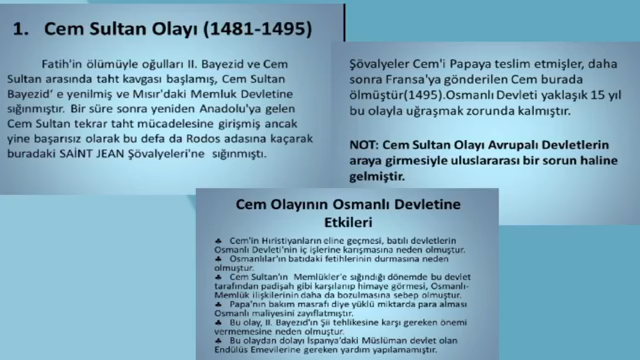 1. Cem Sultan Olayı (1481-1495)
Fatih'in ölümüyle oğulları II. Bayezid ve Cem
Sultan arasında taht kavgası başlamış, Cem Sultan
Bayezid' e yenilmiş ve Mısır'daki Memluk Devletine
sığınmıştır. Bir süre sonra yeniden Anadolu'ya gelen
Cem Sultan tekrar taht mücadelesine girişmiş ancak
yine başarısız olarak bu defa da Rodos adasına kaçarak
buradaki SAİNT JEAN Şövalyeleri'ne sığınmıştı.
Şövalyeler Cem'i Papaya teslim etmişler, daha
sonra Fransa'ya gönderilen Cem burada
ölmüştür(1495).Osmanlı Devleti yaklaşık 15 yıl
bu olayla uğraşmak zorunda kalmıştır.
NOT: Cem Sultan Olayı Avrupalı Devletlerin
araya girmesiyle uluslararası bir sorun haline
gelmiştir.
Cem Olayının Osmanlı Devletine
Etkileri
♣ Cem'in Hıristiyanların eline geçmesi, batılı devletlerin
Osmanlı Devleti'nin iç işlerine karışmasına neden olmuştur.
♣ Osmanlılar'ın batıdaki fetihlerinin durmasına neden
olmuştur.
♣ Cem Sultan'ın Memlükler'e sığındığı dönemde bu devlet
tarafından padişah gibi karşılanıp himaye görmesi, Osmanlı-
Memlük ilişkilerinin daha da bozulmasına sebep olmuştur.
♣ Papa'nın bakım masrafı diye yüklü miktarda para alması
Osmanlı maliyesini zayıflatmıştır.
♣ Bu olay, II. Bayezid'ın Şii tehlikesine karşı gereken önemi
vermemesine neden olmuştur.
♣ Bu olaydan dolayı İspanya'daki Müslüman devlet olan
Endülüs Emevilerine gereken yardım yapılamamıştır.